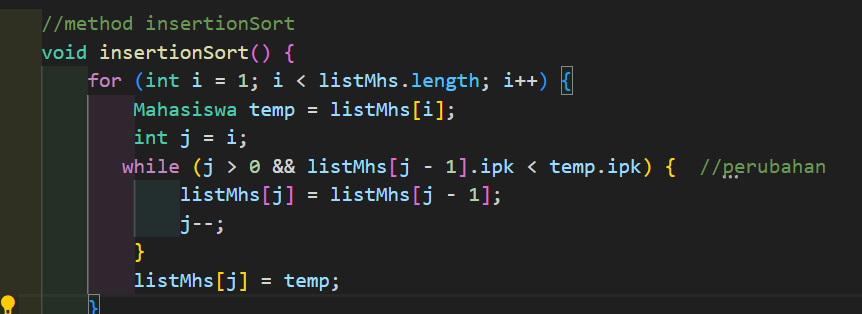 //method insertionSort
void insertionSort() {
for (int i = 1; i < listMhs.length; i++) {
Mahasiswa temp = listMhs[i];
int j = i;
while (j > 0 && listMhs[j - 1].ipk < temp.ipk) {  //perubahan
listMhs[j] = listMhs[j - 1];
j--;
}
listMhs[j] = temp;
}